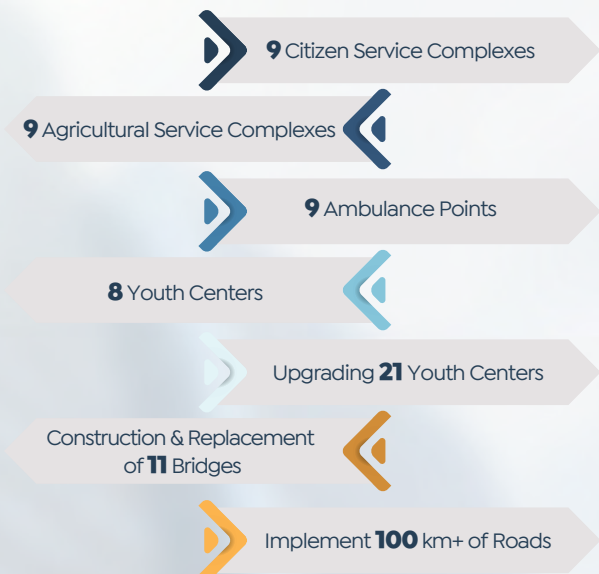 9 Citizen Service Complexes
9 Agricultural Service Complexes
9 Ambulance Points
8 Youth Centers
Upgrading 21 Youth Centers
Construction & Replacement
of 11 Bridges
Implement 100 km+ of Roads